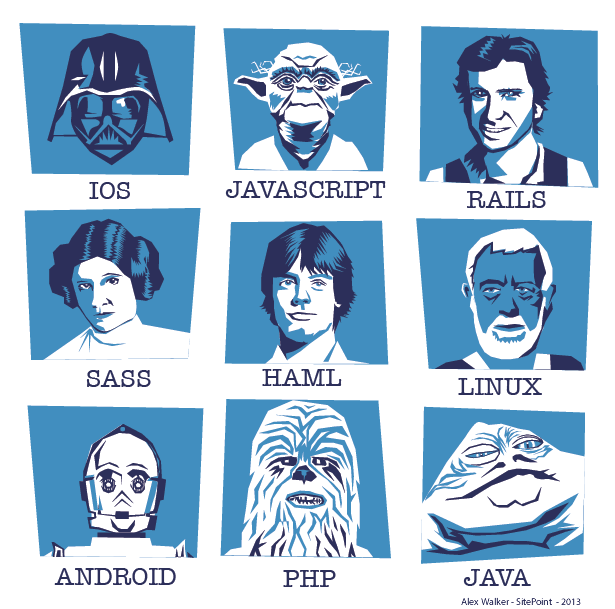 IOS
JAVASCRIPT
RAILS
SASS
HAML
LINUX
ANDROID
PHP
JAVA
Alex Walker - SitePoint - 2013